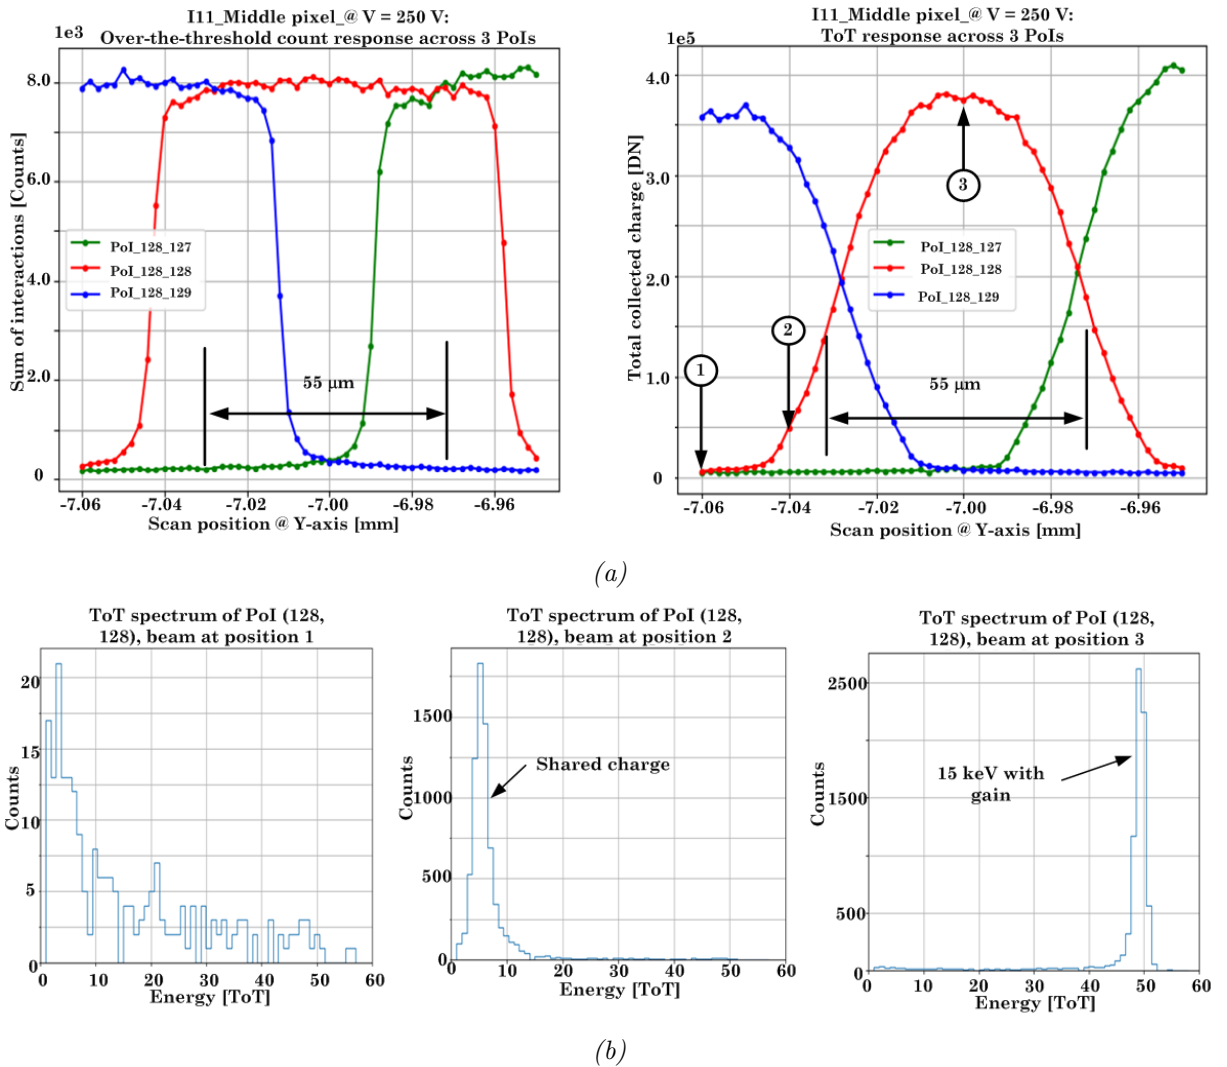 I11_Middle pixel_@ V = 250 V:
Over-the-threshold count response across 3 PoIs
1e3
8.0
6.0
4.0
2.0
0
Sum of interactions [Counts]
PoI_128_127
PoI_128_128
PoI_128_129
55 µm
-7.06 -7.04 -7.02 -7.00 -6.98 -6.96
Scan position @ Y-axis [mm]
I11_Middle pixel_@ V = 250 V:
ToT response across 3 PoIs
1e5
4.0
3.0
2.0
1.0
0
Total collected charge [DN]
PoI_128_127
PoI_128_128
PoI_128_129
1
2
3
55 µm
-7.06 -7.04 -7.02 -7.00 -6.98 -6.96
Scan position @ Y-axis [mm]
(a)
ToT spectrum of PoI (128,
128), beam at position 1
20
15
10
5
0
Counts
0 10 20 30 40 50 60
Energy [ToT]
ToT spectrum of PoI (128,
128), beam at position 2
1500
1000
500
0
Counts
Shared charge
0 10 20 30 40 50 60
Energy [ToT]
ToT spectrum of PoI (128,
128), beam at position 3
2500
1500
500
0
Counts
15 keV with
gain
0 10 20 30 40 50 60
Energy [ToT]
(b)